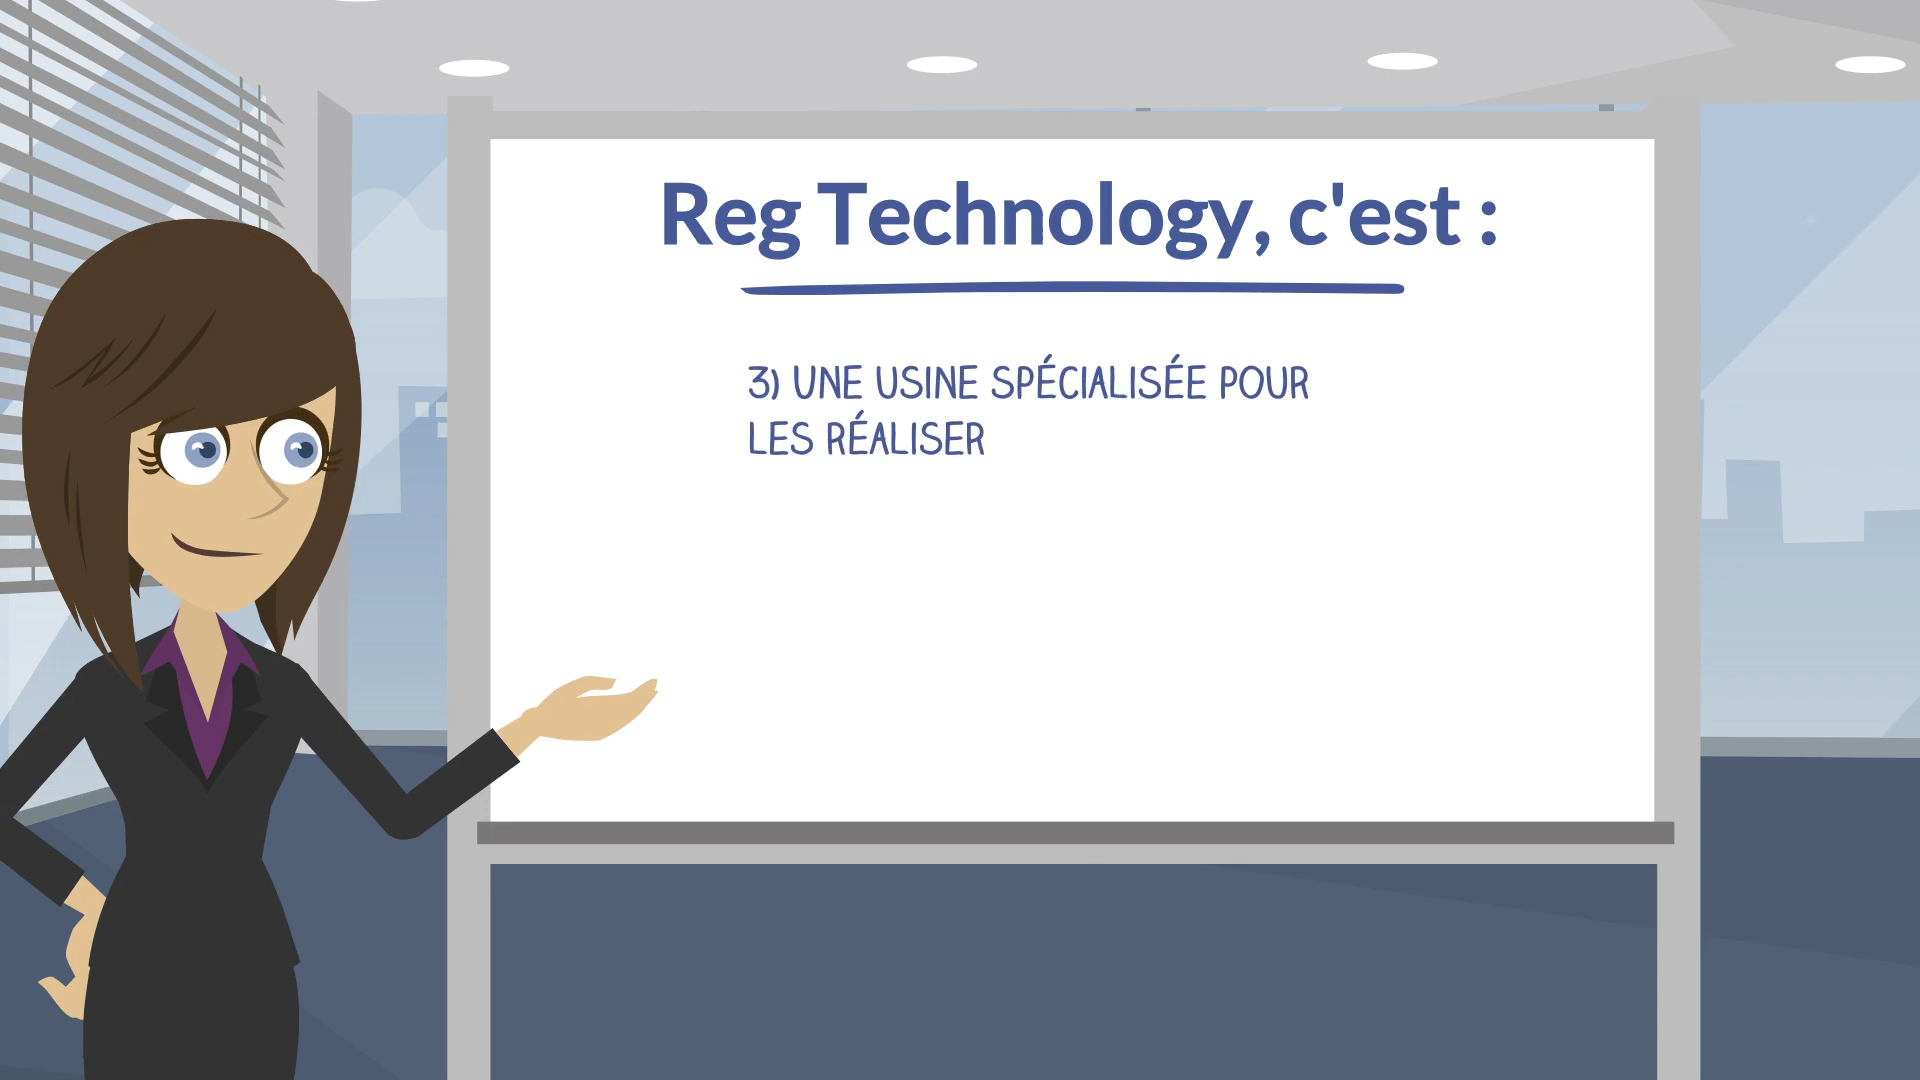 Reg Technology, c'est :
3) UNE USINE SPÉCIALISÉE POUR
LES RÉALISER